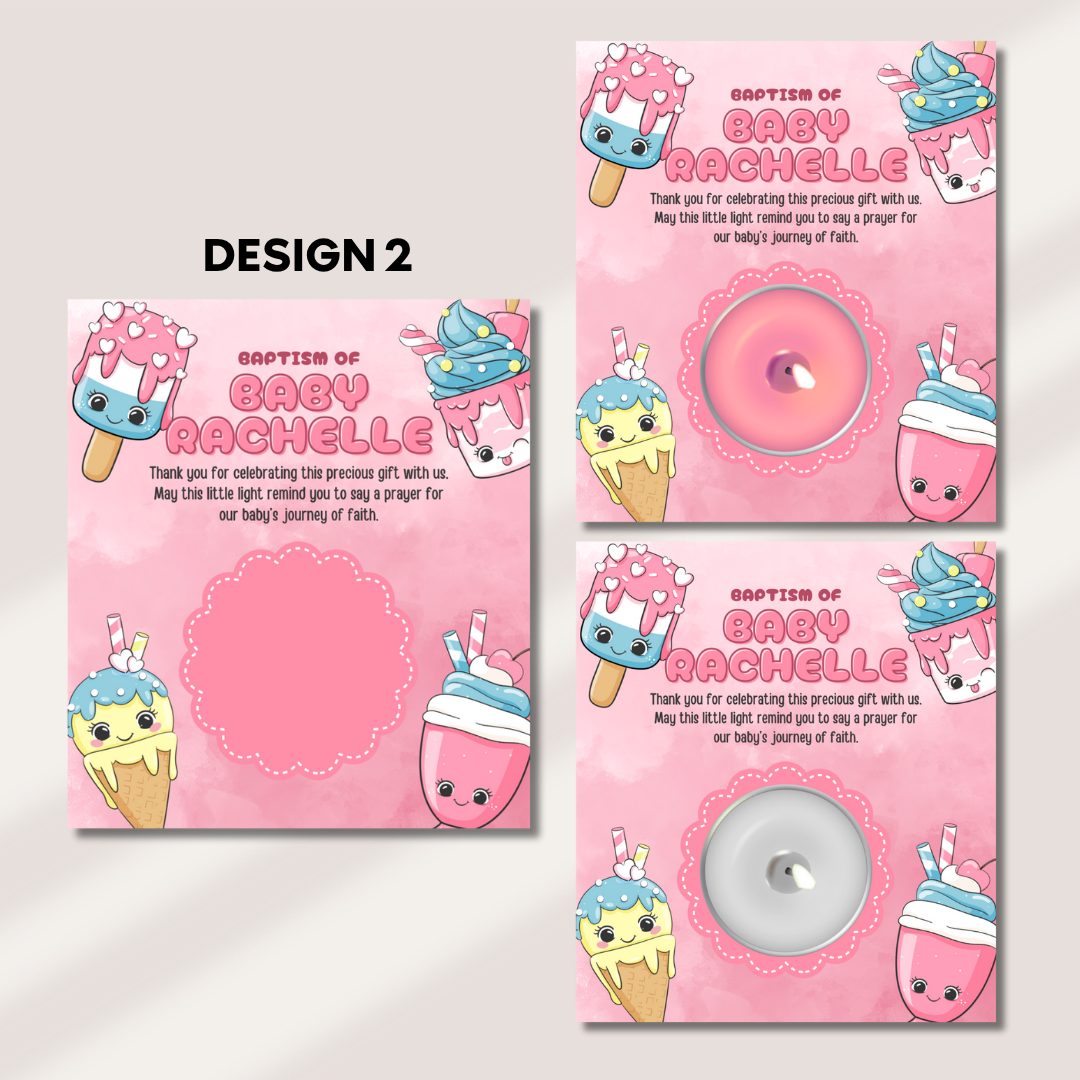 DESIGN 2
BAPTISM OF
BABY
RACHELLE
Thank you for celebrating this precious gift with us.
May this little light remind you to say a prayer for
our baby's journey of faith.
BAPTISM OF
BABY
RACHELLE
Thank you for celebrating this precious gift with us.
May this little light remind you to say a prayer for
our baby's journey of faith.
BAPTISM OF
BABY
RACHELLE
Thank you for celebrating this precious gift with us.
May this little light remind you to say a prayer for
our baby's journey of faith.